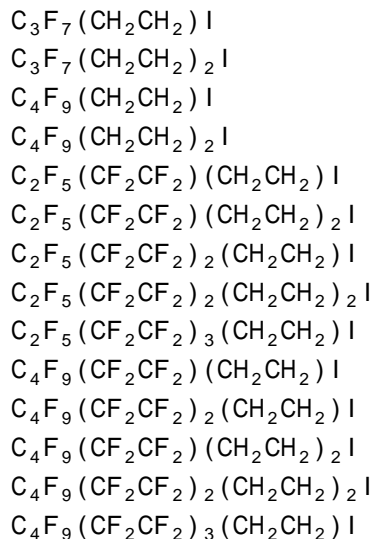 C₃F₇(CH₂CH₂)I
C₃F₇(CH₂CH₂)₂I
C₄F₉(CH₂CH₂)I
C₄F₉(CH₂CH₂)₂I
C₂F₅(CF₂CF₂)(CH₂CH₂)I
C₂F₅(CF₂CF₂)(CH₂CH₂)₂I
C₂F₅(CF₂CF₂)₂(CH₂CH₂)I
C₂F₅(CF₂CF₂)₂(CH₂CH₂)₂I
C₂F₅(CF₂CF₂)₃(CH₂CH₂)I
C₄F₉(CF₂CF₂)(CH₂CH₂)I
C₄F₉(CF₂CF₂)₂(CH₂CH₂)I
C₄F₉(CF₂CF₂)(CH₂CH₂)₂I
C₄F₉(CF₂CF₂)₂(CH₂CH₂)₂I
C₄F₉(CF₂CF₂)₃(CH₂CH₂)I